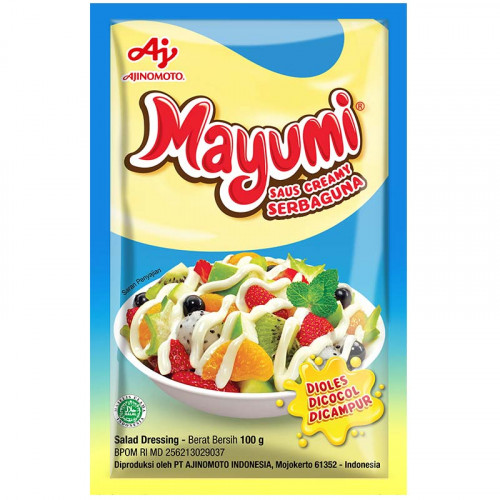 Aj
AJINOMOTO.
Mayumi®
SAUS CREAMY
SERBAGUNA
Saran Penyajian
DIOLES
DICOCOL
DICAMPUR
HALAL
Salad Dressing - Berat Bersih 100 g
BPOM RI MD 256213029037
Diproduksi oleh PT AJINOMOTO INDONESIA, Mojokerto 61352 - Indonesia